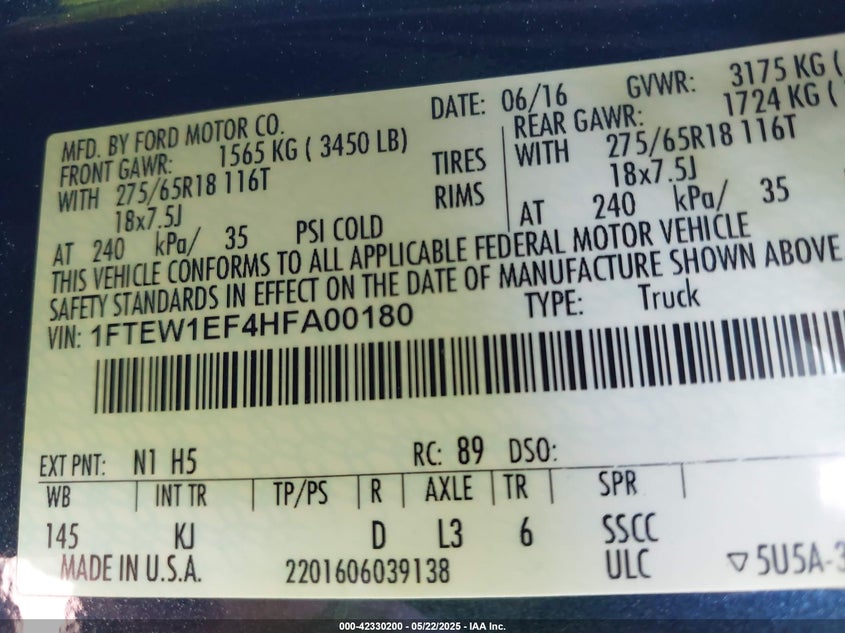 MFD. BY FORD MOTOR CO. DATE: 06/16 GVWR: 3175 KG (
FRONT GAWR: 1565 KG ( 3450 LB) REAR GAWR: 1724 KG (
WITH 275/65R18 116T TIRES WITH 275/65R18 116T
18x7.5J RIMS 18x7.5J
AT 240 kPa/ 35 PSI COLD AT 240 kPa/ 35
THIS VEHICLE CONFORMS TO ALL APPLICABLE FEDERAL MOTOR VEHICLE
SAFETY STANDARDS IN EFFECT ON THE DATE OF MANUFACTURE SHOWN ABOVE
VIN: 1FTEW1EF4HFA00180 TYPE: Truck
EXT PNT: N1 H5 RC: 89 DSO:
WB INT TR TP/PS R AXLE TR SPR
145 KJ D L3 6 SSCC
MADE IN U.S.A. 2201606039138 ULC ▽5U5A-3
000-42330200 - 05/22/2025 - IAA Inc.